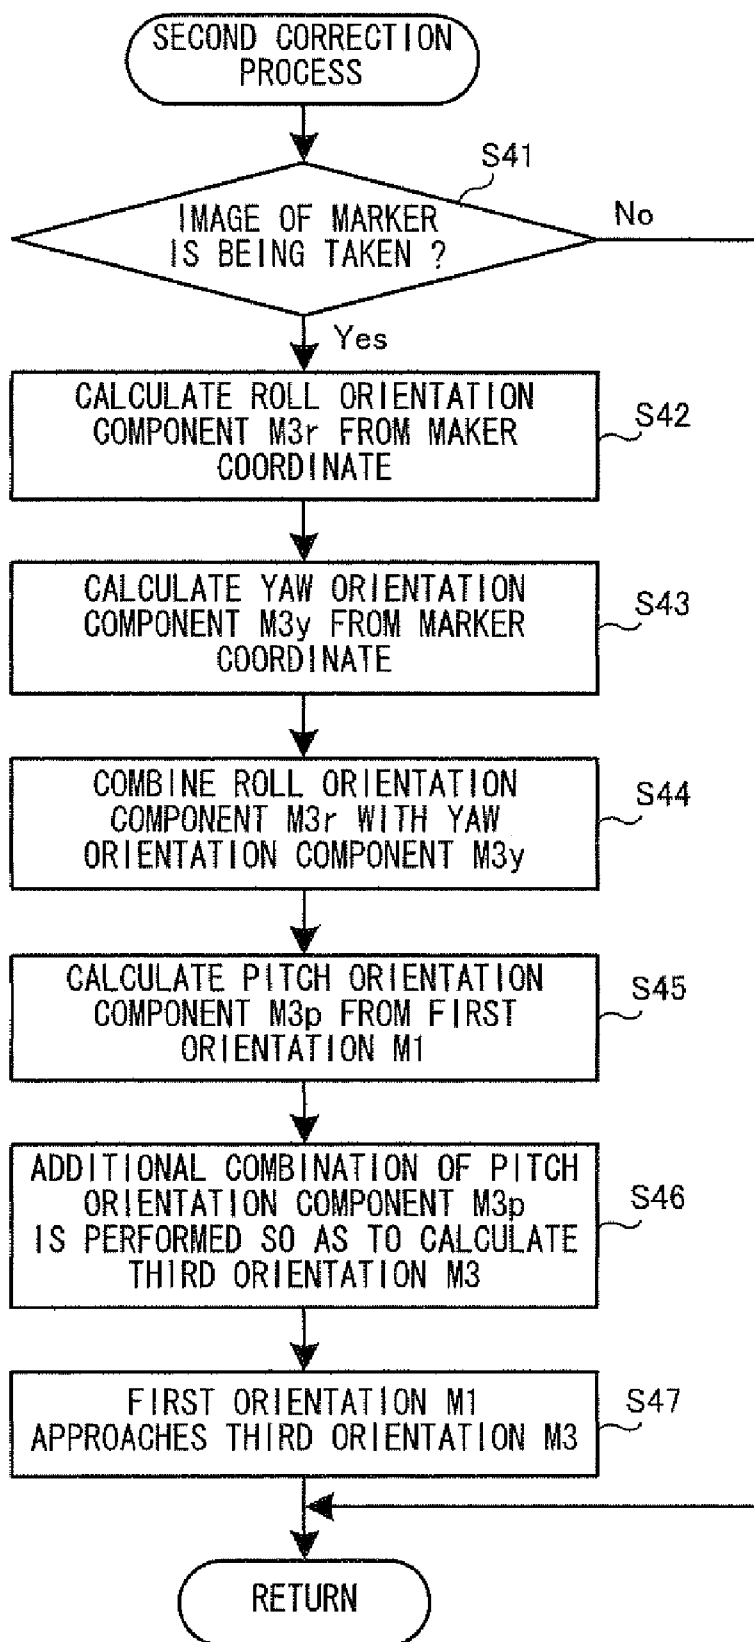 SECOND CORRECTION
PROCESS
S41
IMAGE OF MARKER
IS BEING TAKEN ?
No
Yes
CALCULATE ROLL ORIENTATION
COMPONENT M3r FROM MAKER
COORDINATE
S42
CALCULATE YAW ORIENTATION
COMPONENT M3y FROM MARKER
COORDINATE
S43
COMBINE ROLL ORIENTATION
COMPONENT M3r WITH YAW
ORIENTATION COMPONENT M3y
S44
CALCULATE PITCH ORIENTATION
COMPONENT M3p FROM FIRST
ORIENTATION M1
S45
ADDITIONAL COMBINATION OF PITCH
ORIENTATION COMPONENT M3p
IS PERFORMED SO AS TO CALCULATE
THIRD ORIENTATION M3
S46
FIRST ORIENTATION M1
APPROACHES THIRD ORIENTATION M3
S47
RETURN